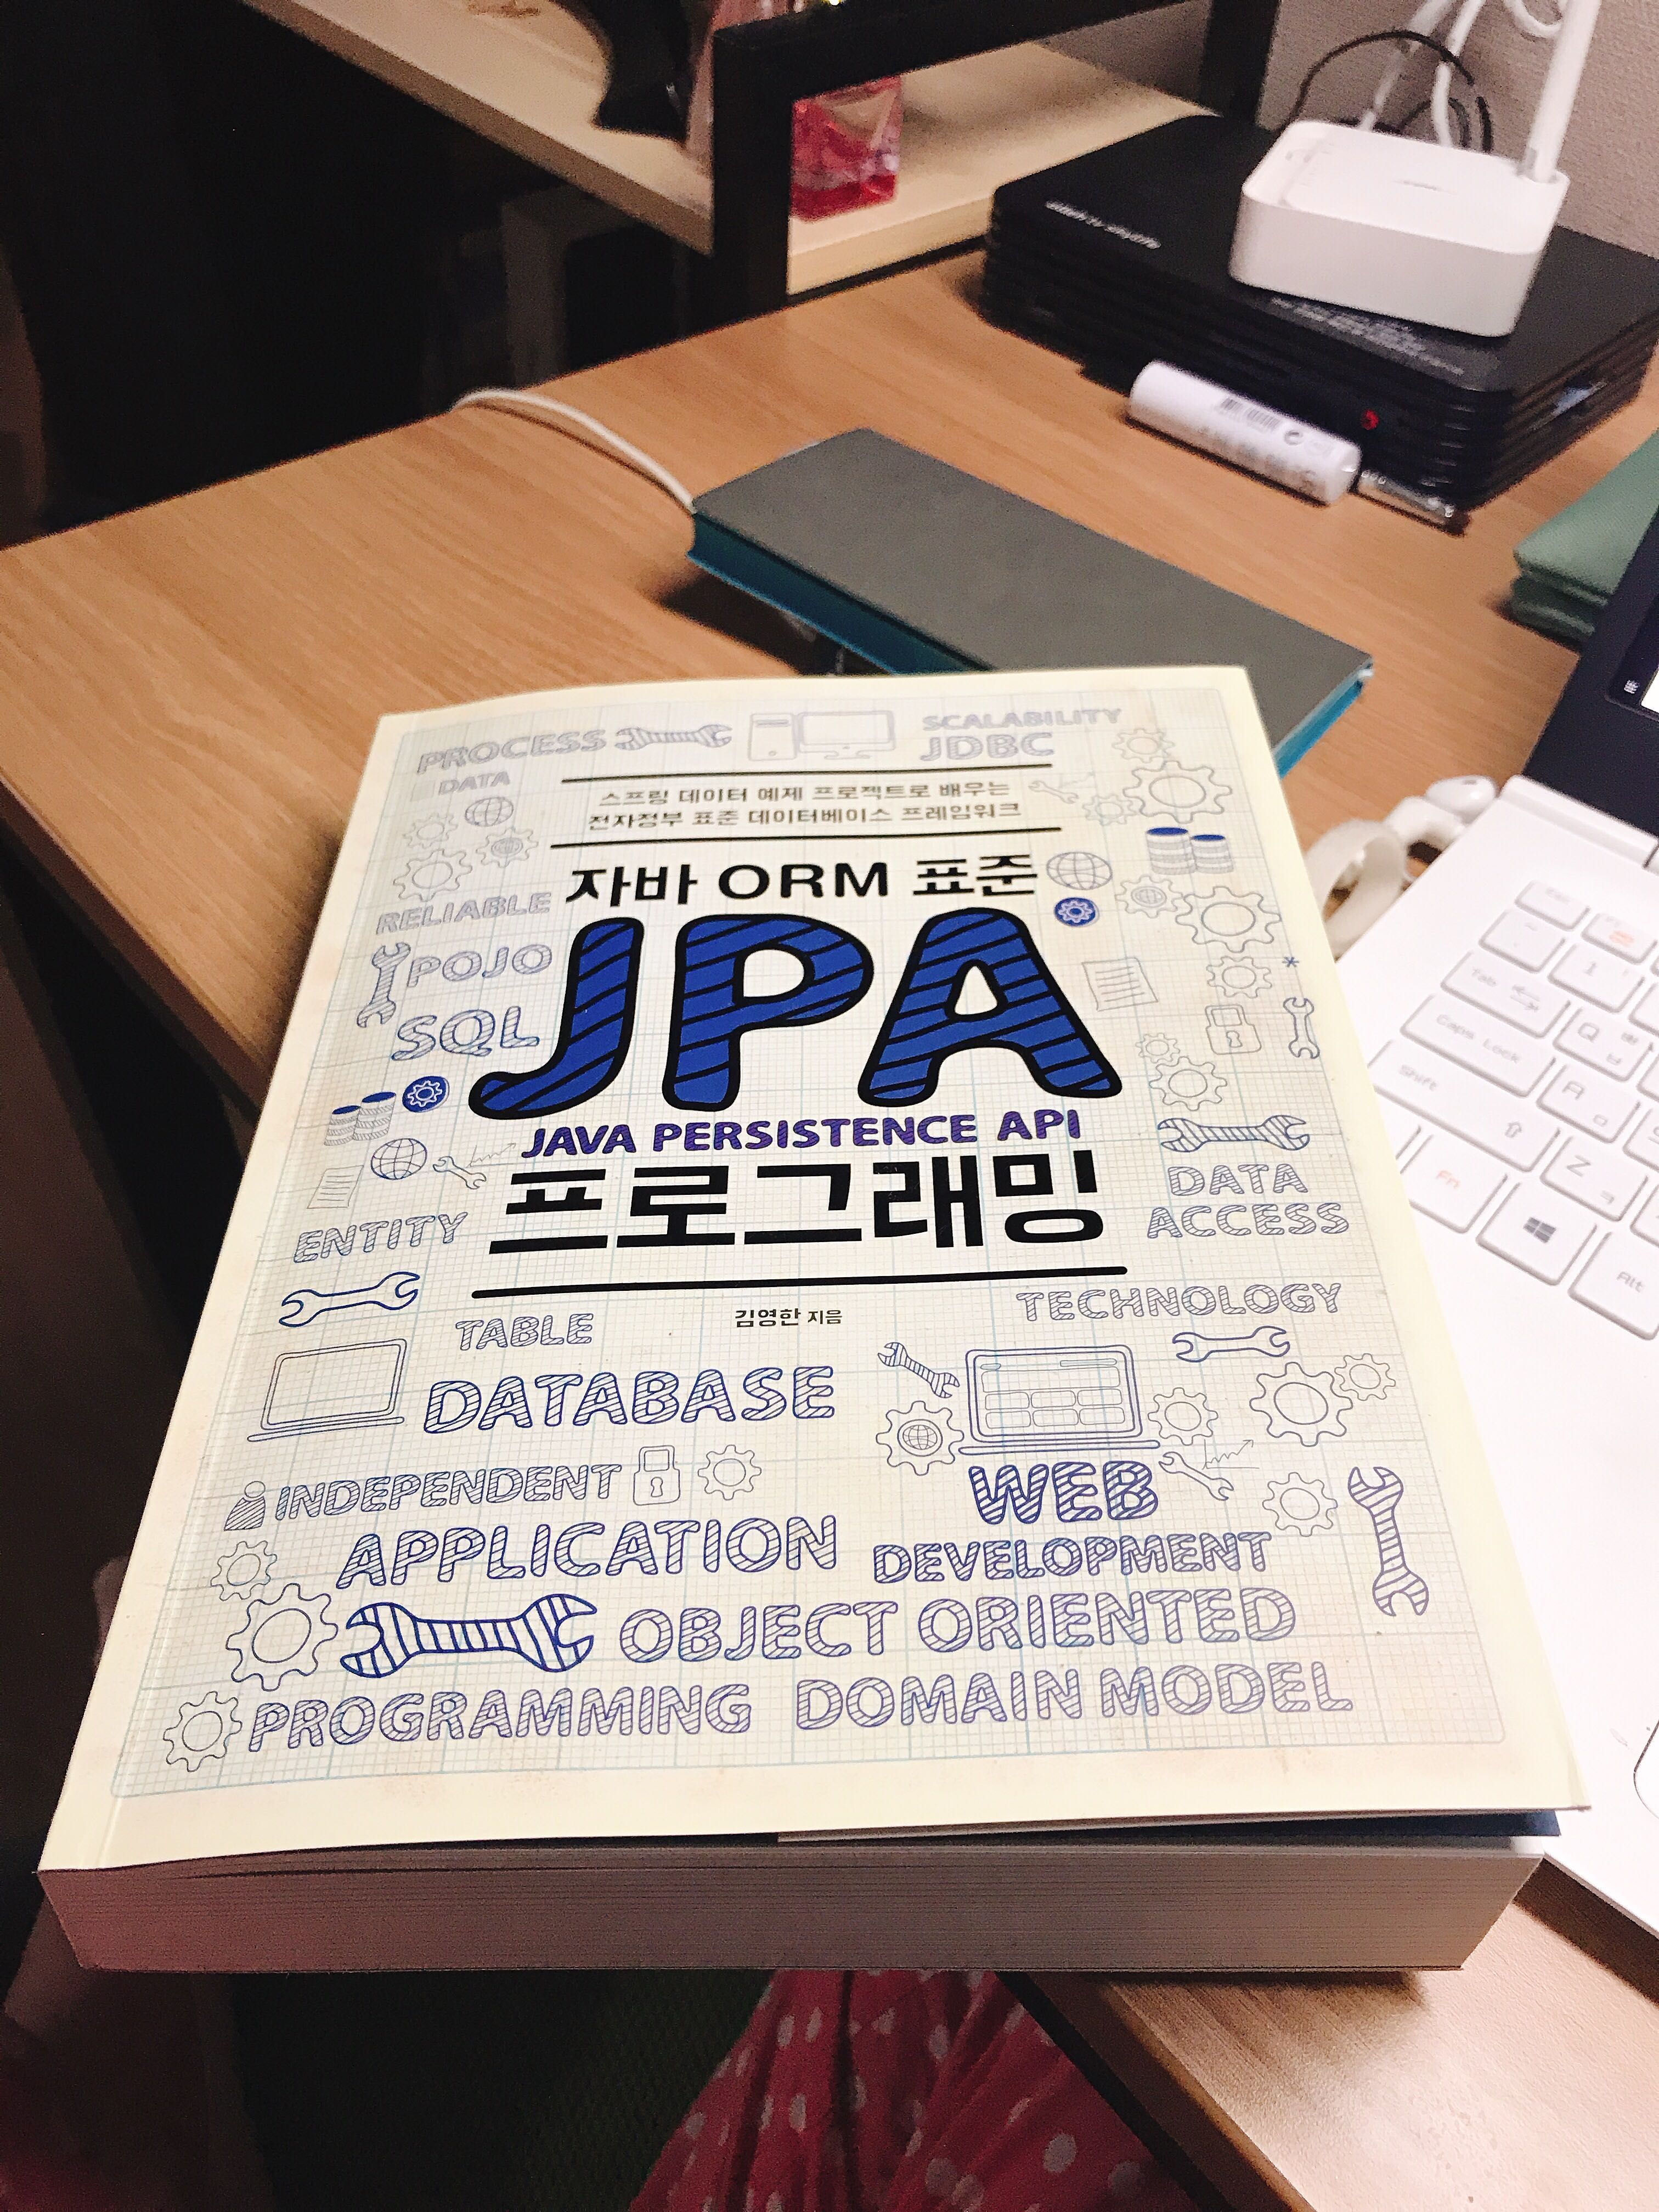 PROCESS
SCALABILITY
JDBC
DATA
스프링 데이터 예제 프로젝트로 배우는
전자정부 표준 데이터베이스 프레임워크
자바 ORM 표준
RELIABLE
POJO
SQL
JPA
JAVA PERSISTENCE API
프로그래밍
ENTITY
DATA
ACCESS
TECHNOLOGY
김영한 지음
TABLE
DATABASE
INDEPENDENT
WEB
APPLICATION
DEVELOPMENT
OBJECT ORIENTED
PROGRAMMING DOMAIN MODEL
Tab
Caps Lock
Shift
Fn
Alt
1
Q ㅂ
A ㅁ
Z ㅋ